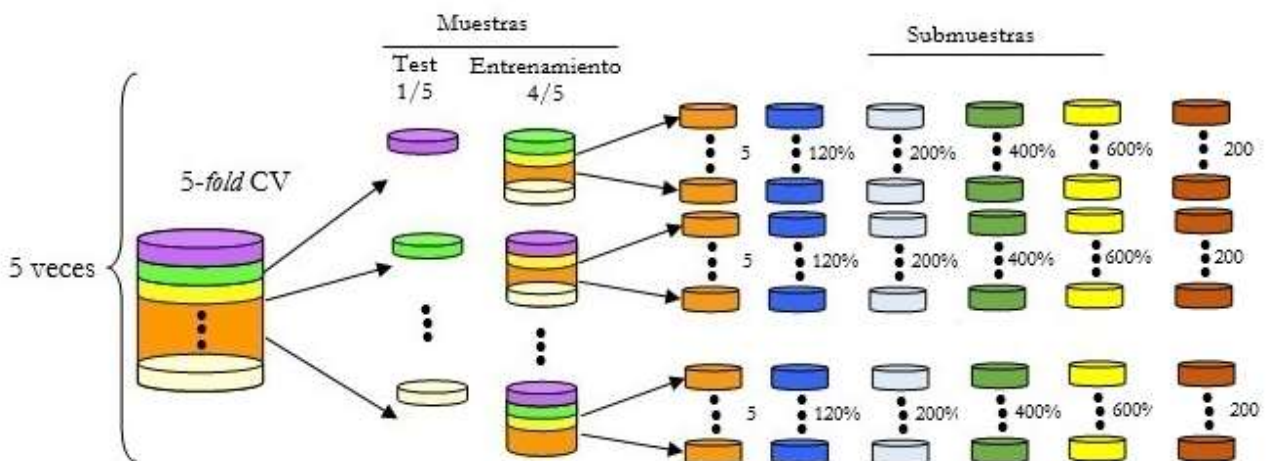 Muestras
Submuestras
Test
Entrenamiento
1/5
4/5
5-fold CV
5 veces
5 120% 200% 400% 600% 200
5 120% 200% 400% 600% 200
5 120% 200% 400% 600% 200